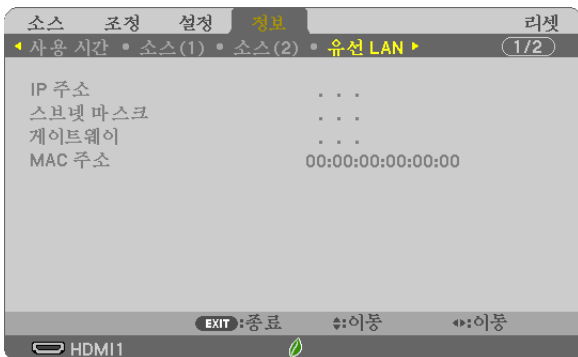 소스 조정 설정 정보 리셋
사용 시간 • 소스(1) • 소스(2) • 유선 LAN 1/2
IP 주소 . . .
스브넷 마스크 . . .
게이트웨이 . . .
MAC 주소 00:00:00:00:00:00
EXIT :종료 :이동 :이동
HDMI1